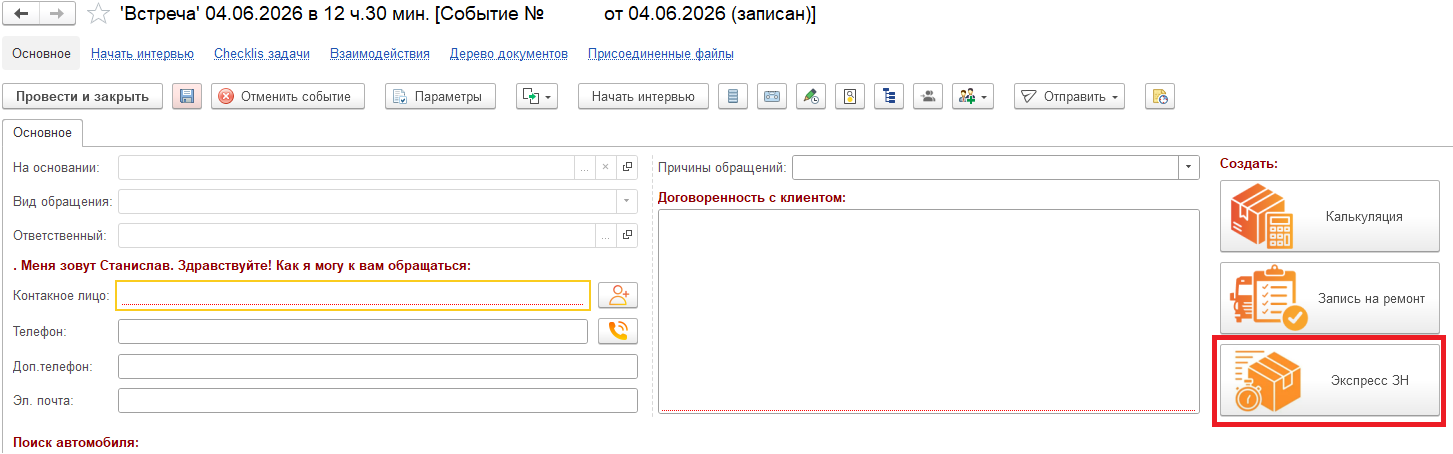 'Встреча' 04.06.2026 в 12 ч.30 мин. [Событие № от 04.06.2026 (записан)]
Основное Начать интервью Checklis задачи Взаимодействия Дерево документов Присоединенные файлы
Провести и закрыть Отменить событие Параметры Начать интервью Отправить
Основное
На основании: ... × Причины обращений: Создать:
Вид обращения: Договоренность с клиентом: Калькуляция
Ответственный: ...
. Меня зовут Станислав. Здравствуйте! Как я могу к вам обращаться:
Контакное лицо: Запись на ремонт
Телефон:
Доп.телефон: Экспресс ЗН
Эл. почта:
Поиск автомобиля: